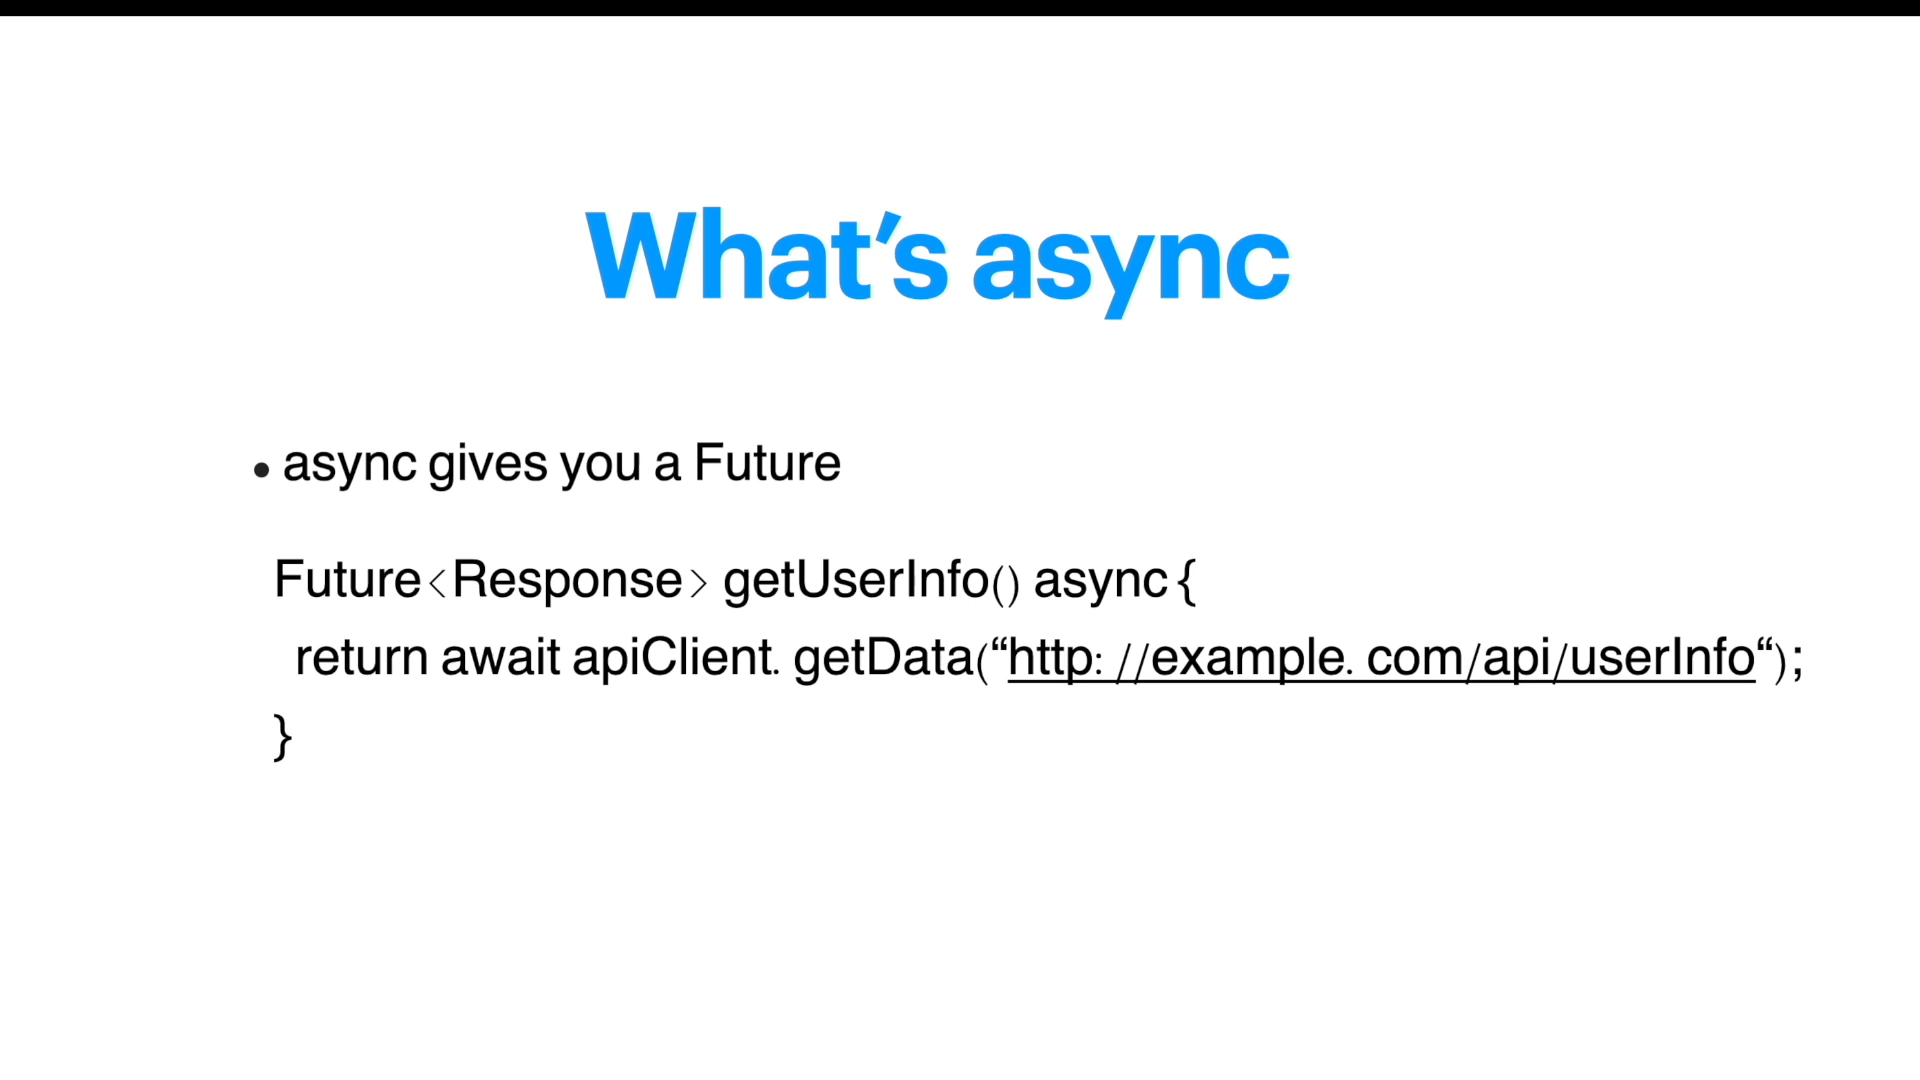 What’s async
• async gives you a Future
Future<Response> getUserInfo() async {
return await apiClient. getData(“http: //example. com/api/userInfo“);
}